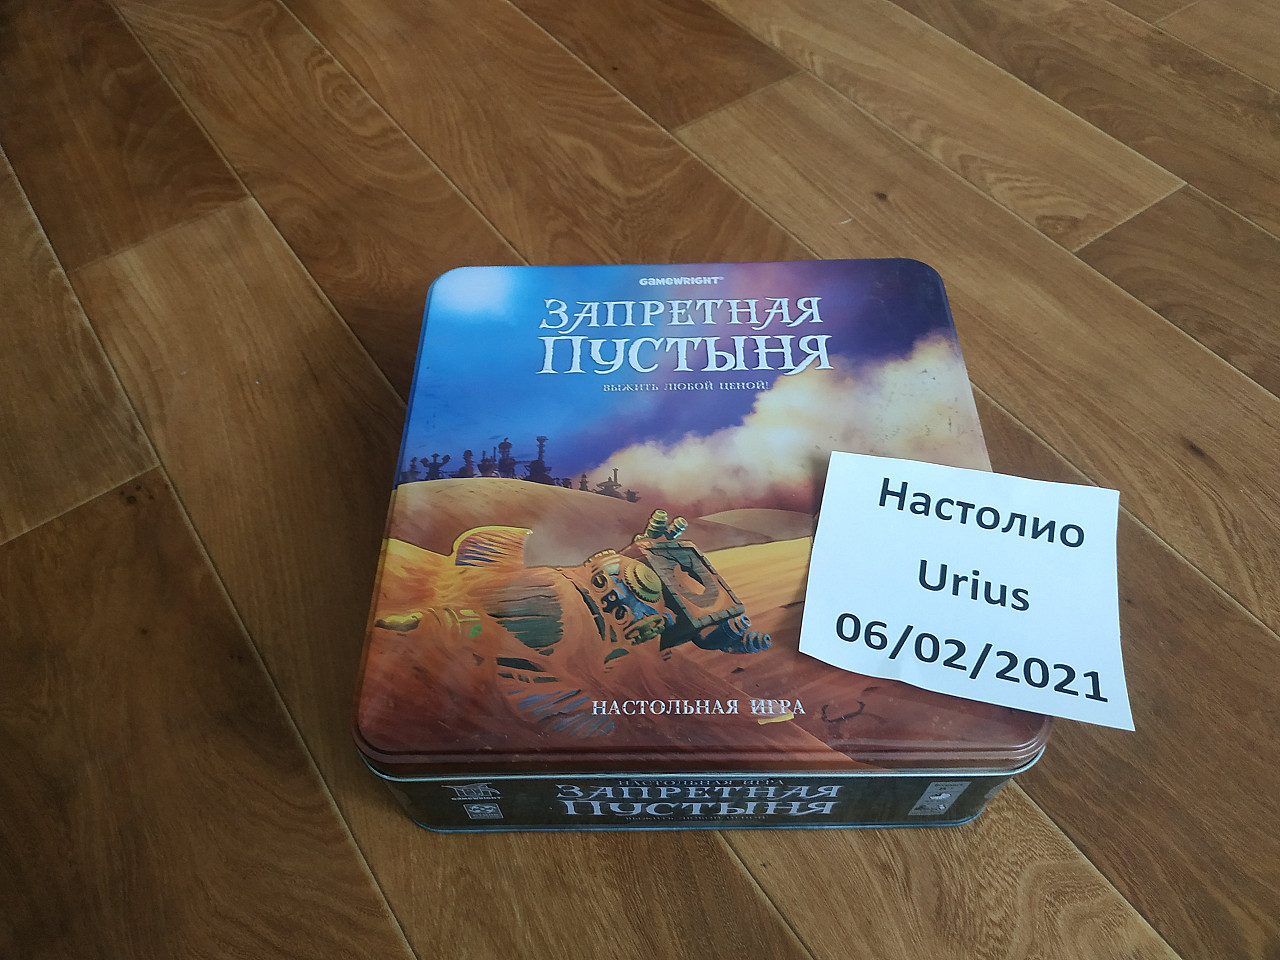 GAMEWRIGHT
ЗАПРЕТНАЯ
ПУСТЫНЯ
ВЫЖИТЬ ЛЮБОЙ ЦЕНОЙ!
Настолио
Urius
06/02/2021
НАСТОЛЬНАЯ ИГРА
НАСТОЛЬНАЯ ИГРА
ЗАПРЕТНАЯ
ПУСТЫНЯ
ВЫЖИТЬ ЛЮБОЙ ЦЕНОЙ!
GAMEWRIGHT